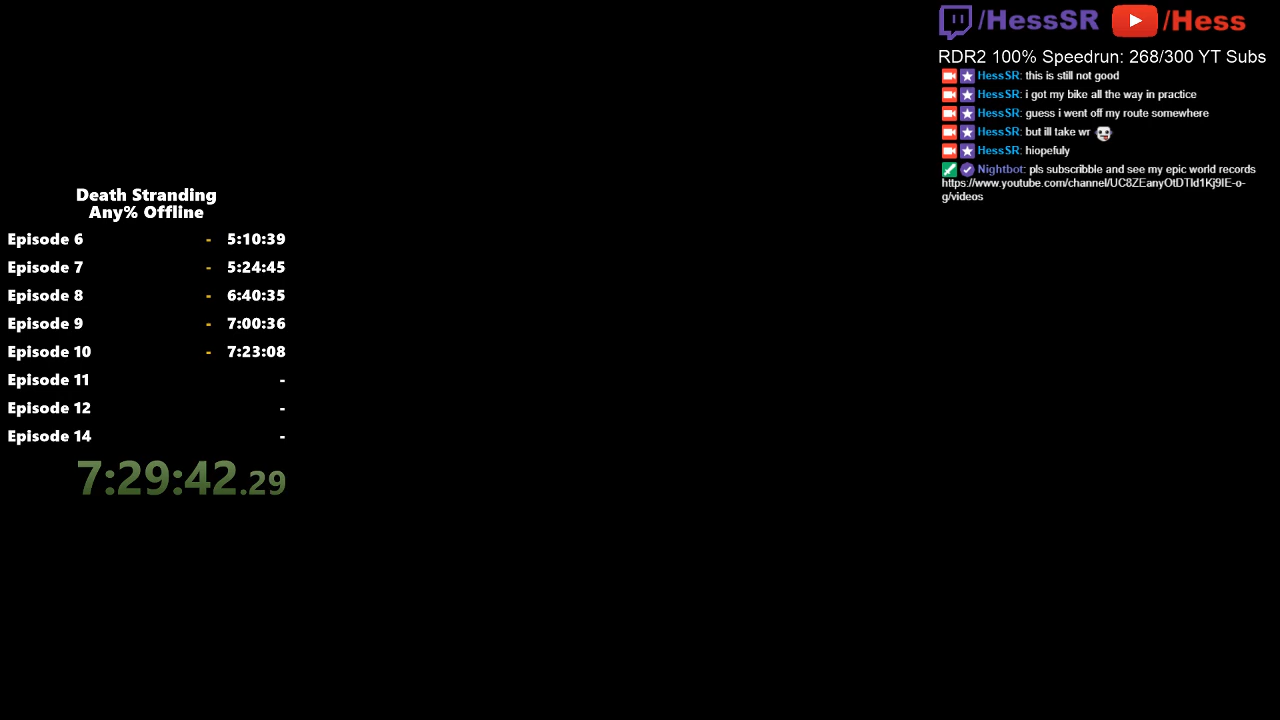 /HessSR /Hess
RDR2 100% Speedrun: 268/300 YT Subs
HessSR: this is still not good
HessSR: i got my bike all the way in practice
HessSR: guess i went off my route somewhere
HessSR: but ill take wr
HessSR: hiopefuly
Nightbot: pls subscribble and see my epic world records
https://www.youtube.com/channel/UC8ZEanyOtDTld1Kj9lE-o-
g/videos
Death Stranding
Any% Offline
Episode 6 - 5:10:39
Episode 7 - 5:24:45
Episode 8 - 6:40:35
Episode 9 - 7:00:36
Episode 10 - 7:23:08
Episode 11 -
Episode 12 -
Episode 14 -
7:29:42.29